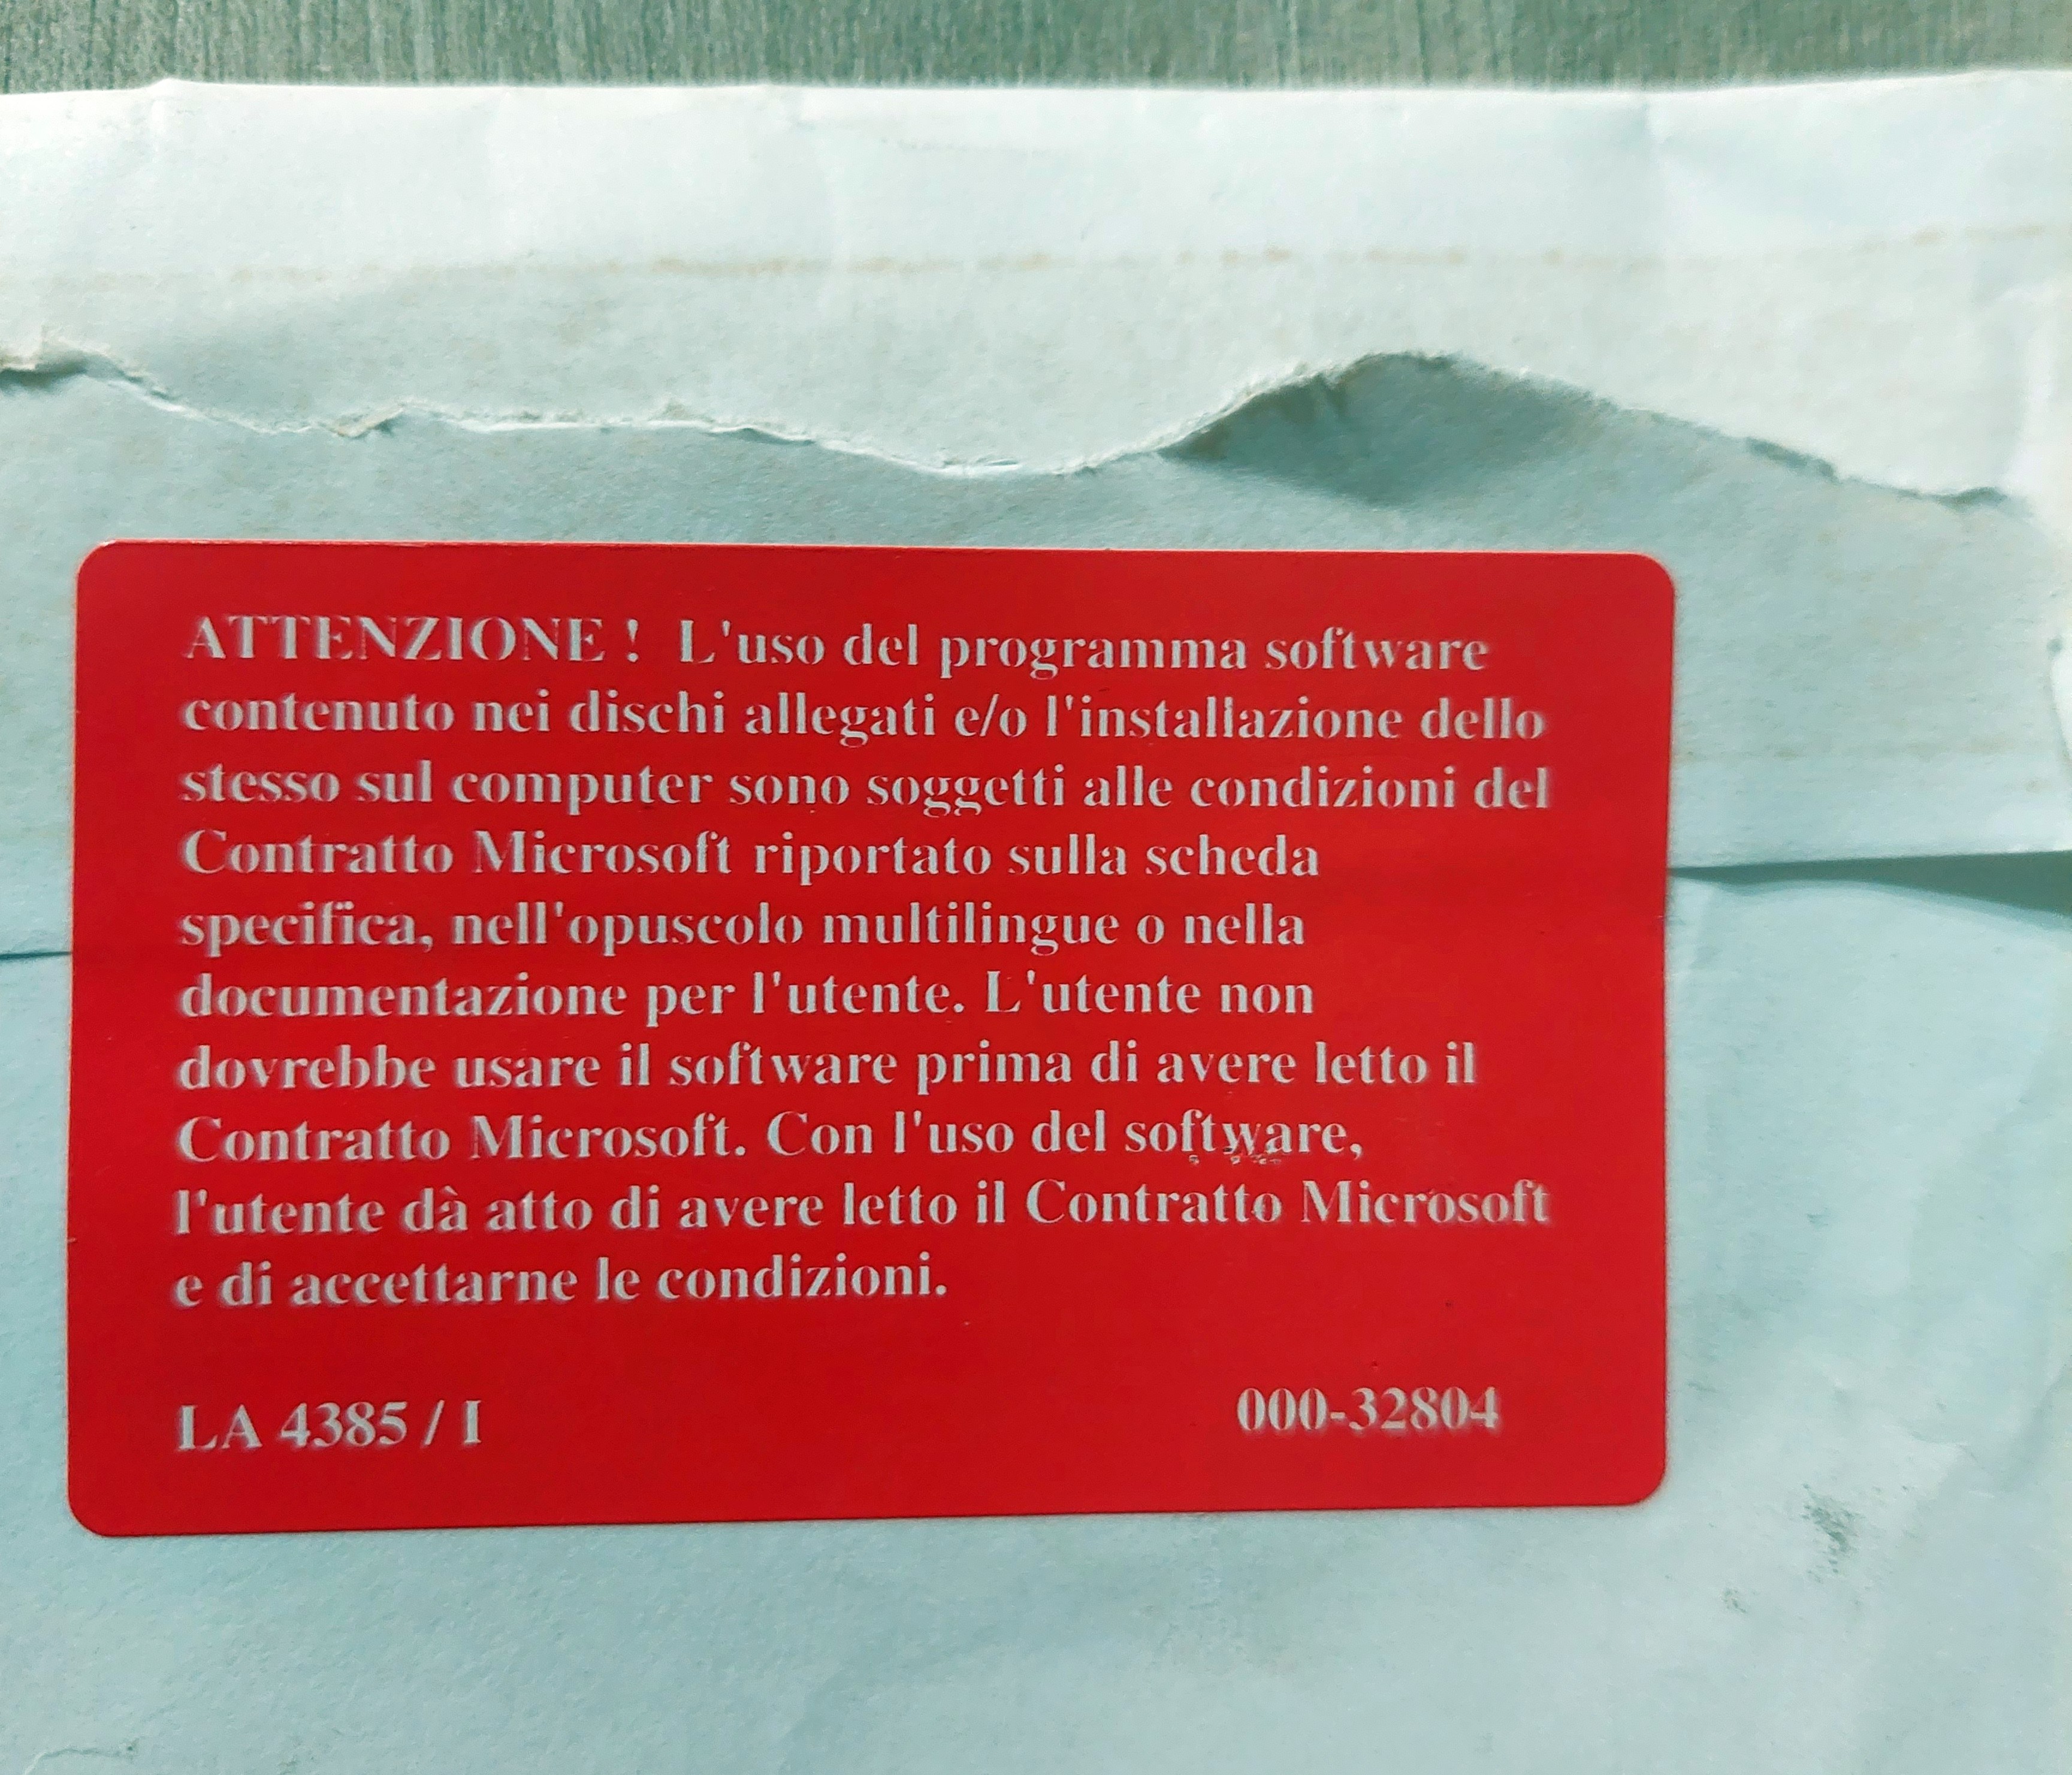 ATTENZIONE ! L'uso del programma software
contenuto nei dischi allegati e/o l'installazione dello
stesso sul computer sono soggetti alle condizioni del
Contratto Microsoft riportato sulla scheda
specifica, nell'opuscolo multilingue o nella
documentazione per l'utente. L'utente non
dovrebbe usare il software prima di avere letto il
Contratto Microsoft. Con l'uso del software,
l'utente dà atto di avere letto il Contratto Microsoft
e di accettarne le condizioni.
LA 4385 / I 000-32804